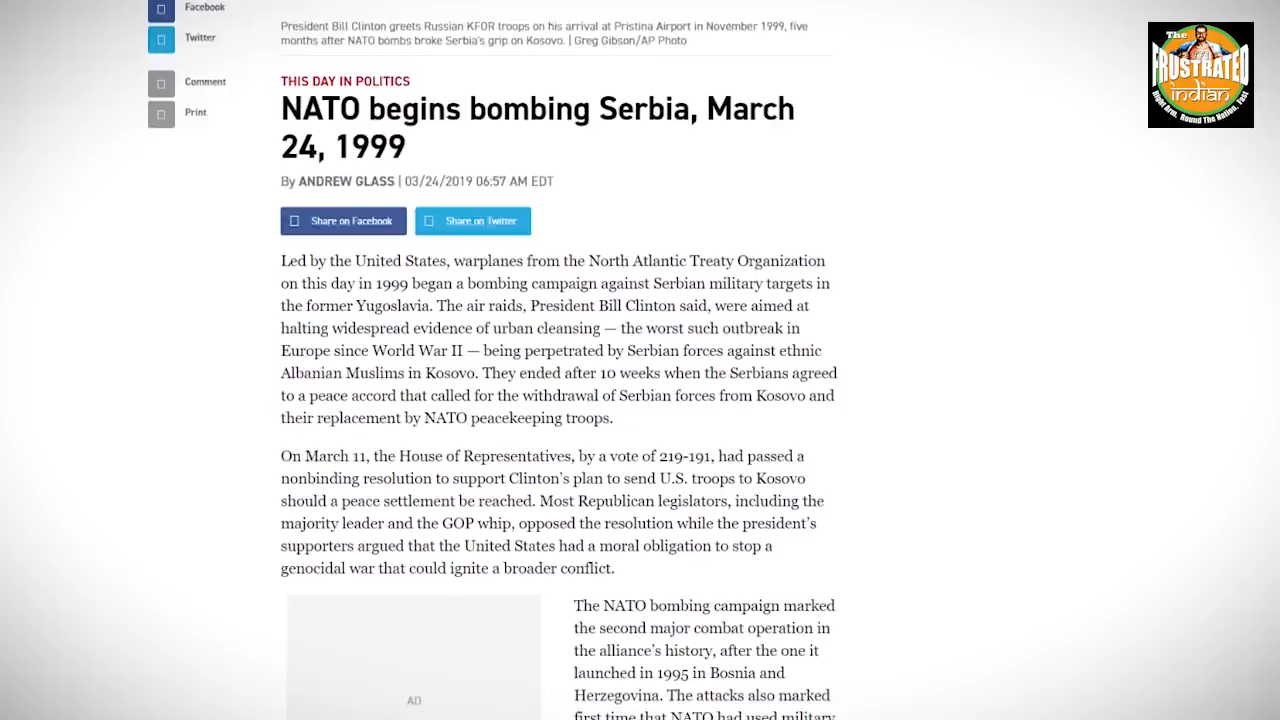 Facebook
Twitter
Comment
Print
President Bill Clinton greets Russian KFOR troops on his arrival at Pristina Airport in November 1999, five
months after NATO bombs broke Serbia's grip on Kosovo. | Greg Gibson/AP Photo
THIS DAY IN POLITICS
NATO begins bombing Serbia, March
24, 1999
By ANDREW GLASS | 03/24/2019 06:57 AM EDT
Share on Facebook
Share on Twitter
Led by the United States, warplanes from the North Atlantic Treaty Organization
on this day in 1999 began a bombing campaign against Serbian military targets in
the former Yugoslavia. The air raids, President Bill Clinton said, were aimed at
halting widespread evidence of urban cleansing — the worst such outbreak in
Europe since World War II — being perpetrated by Serbian forces against ethnic
Albanian Muslims in Kosovo. They ended after 10 weeks when the Serbians agreed
to a peace accord that called for the withdrawal of Serbian forces from Kosovo and
their replacement by NATO peacekeeping troops.
On March 11, the House of Representatives, by a vote of 219-191, had passed a
nonbinding resolution to support Clinton's plan to send U.S. troops to Kosovo
should a peace settlement be reached. Most Republican legislators, including the
majority leader and the GOP whip, opposed the resolution while the president's
supporters argued that the United States had a moral obligation to stop a
genocidal war that could ignite a broader conflict.
AD
The NATO bombing campaign marked
the second major combat operation in
the alliance's history, after the one it
launched in 1995 in Bosnia and
Herzegovina. The attacks also marked
first time that NATO had used military
The
FRUSTRATED
indian
Right Arm, Round The Nation, Fast